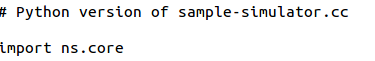 # Python version of sample-simulator.cc
import ns.core